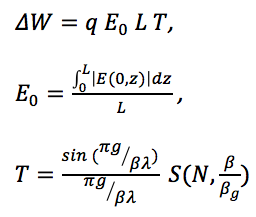 ΔW = q E₀ L T,
E₀ = ∫₀ᴸ|E(0,z)|dz / L ,
T = sin (πg/βλ) / πg/βλ S(N, β/β_g)